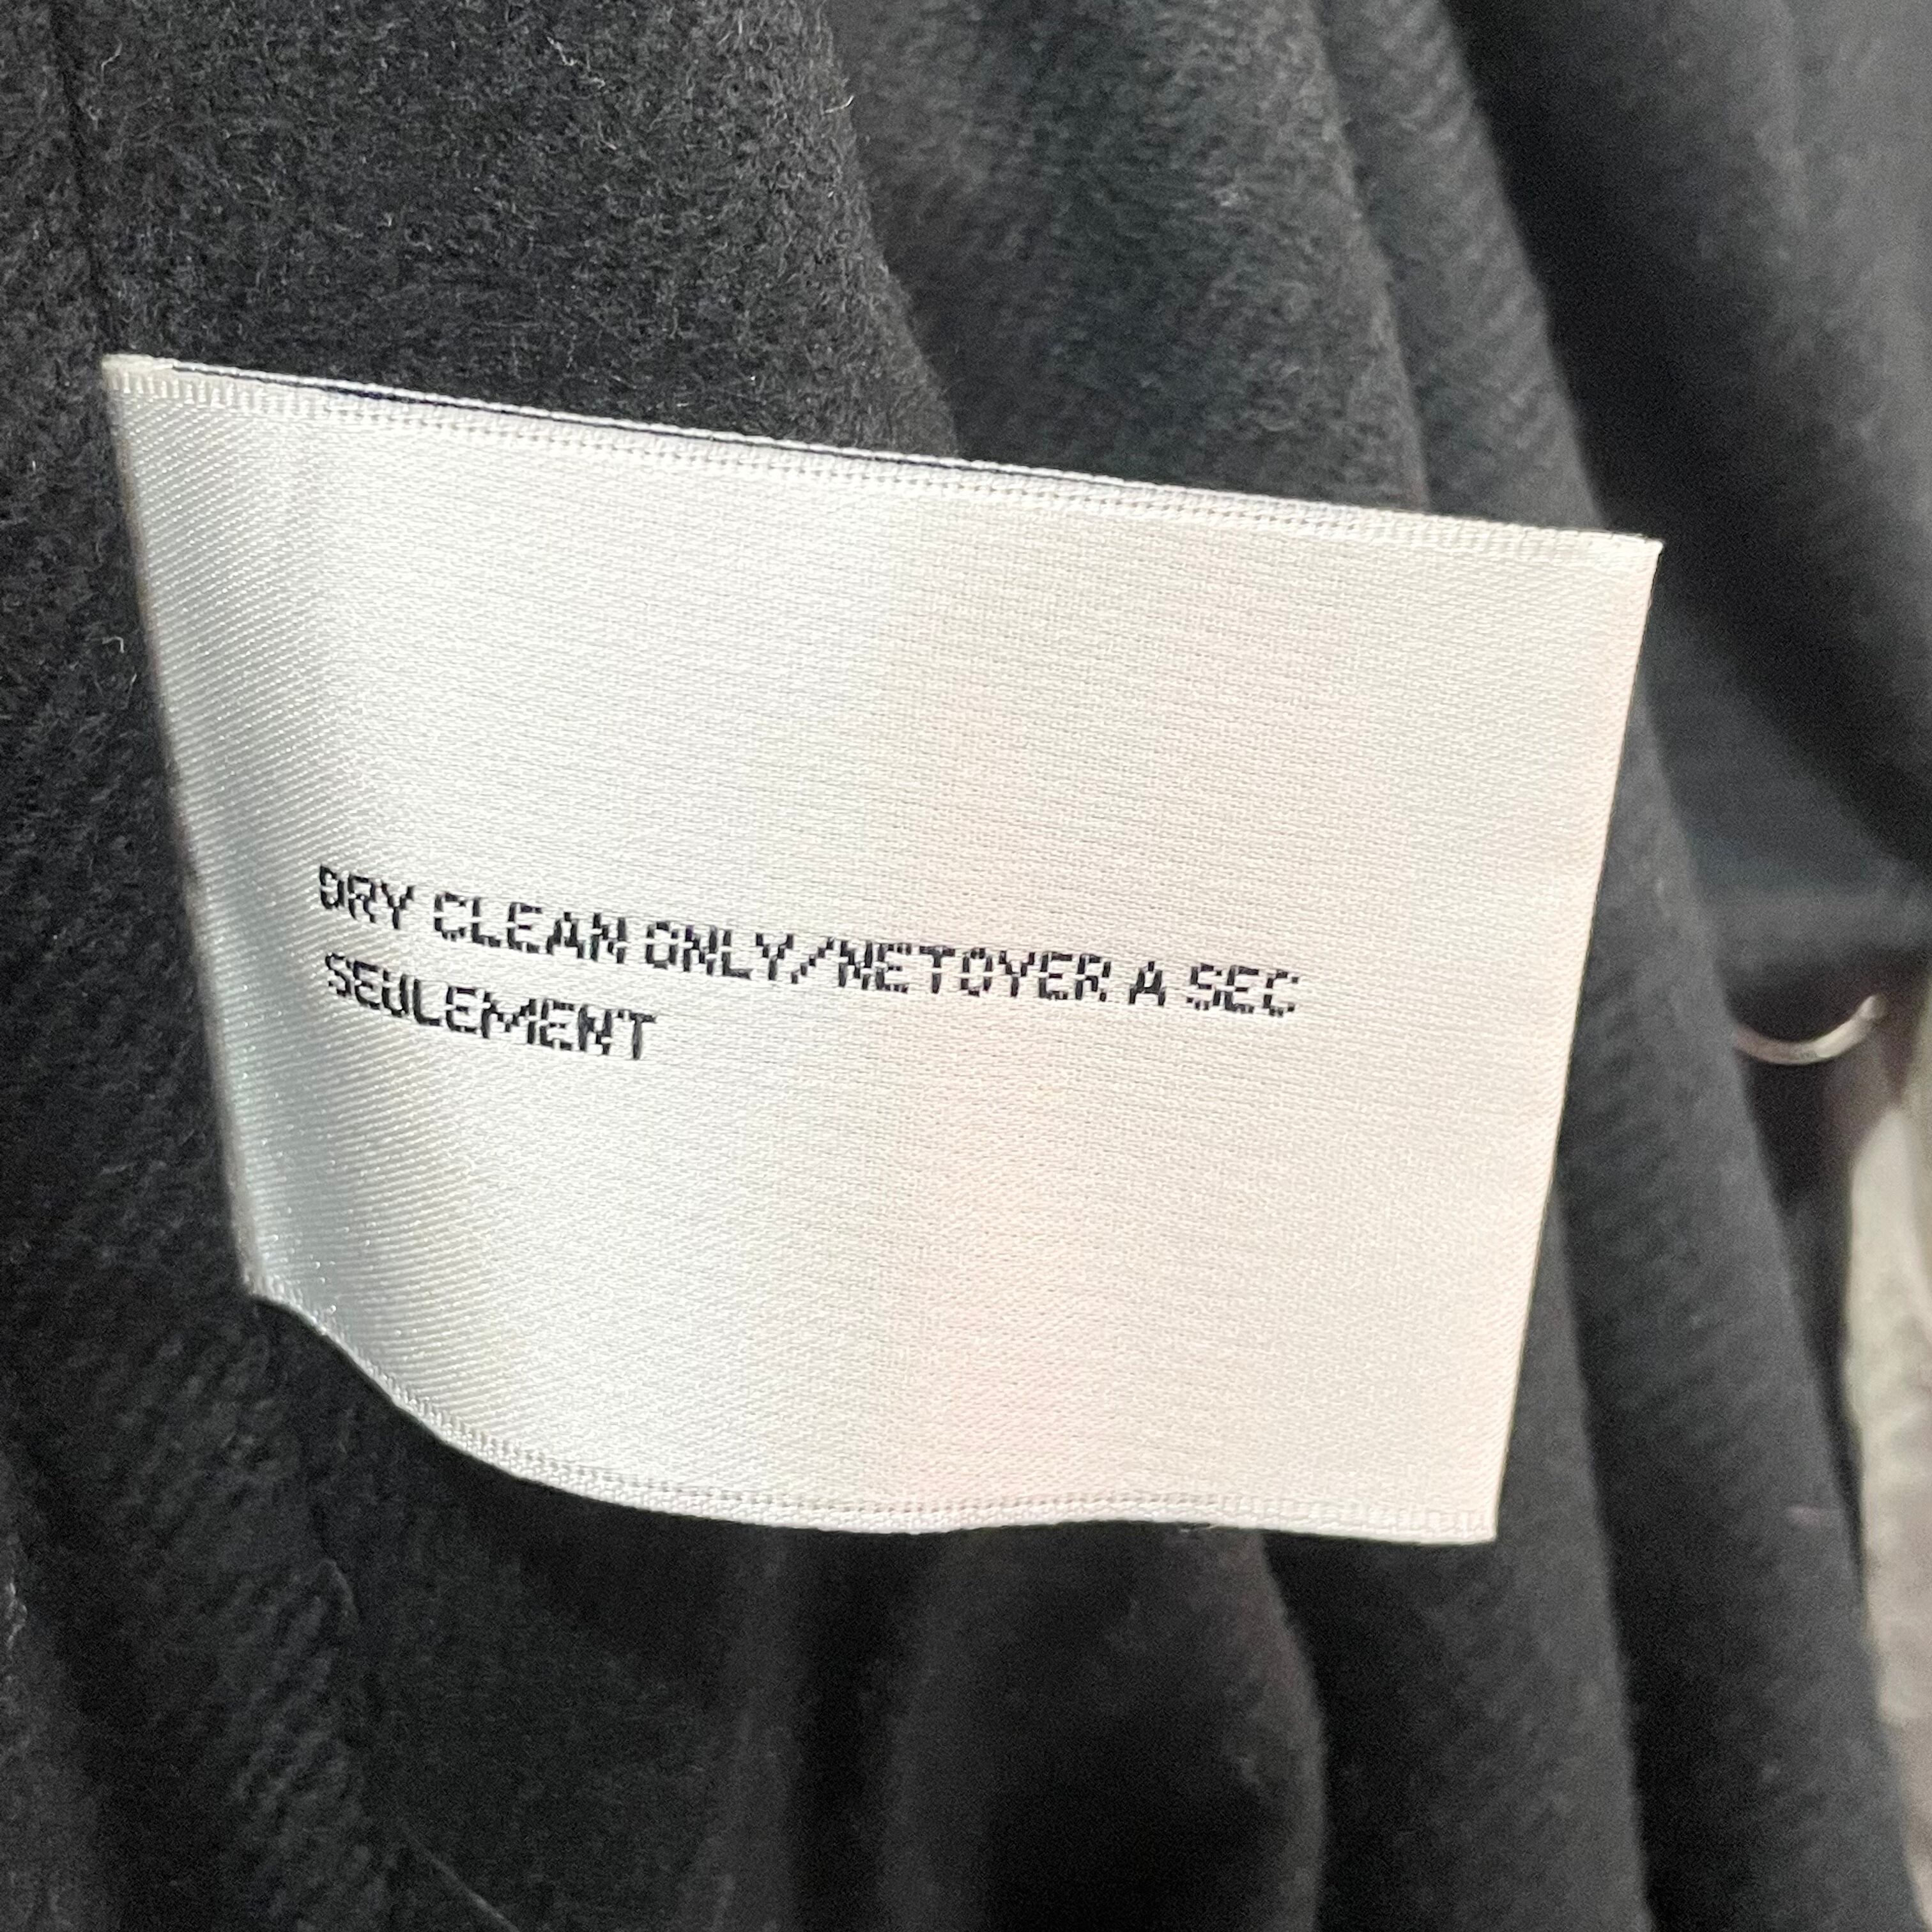 DRY CLEAN ONLY/NETOYER A SEC
SEULEMENT